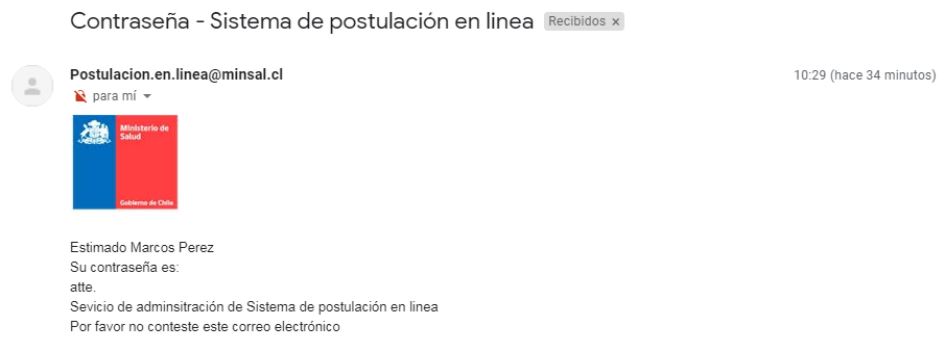 Contraseña - Sistema de postulación en linea Recibidos x
Postulacion.en.linea@minsal.cl 10:29 (hace 34 minutos)
para mí
Ministerio de
Salud
Gobierno de Chile
Estimado Marcos Perez
Su contraseña es:
atte.
Sevicio de adminsitración de Sistema de postulación en linea
Por favor no conteste este correo electrónico